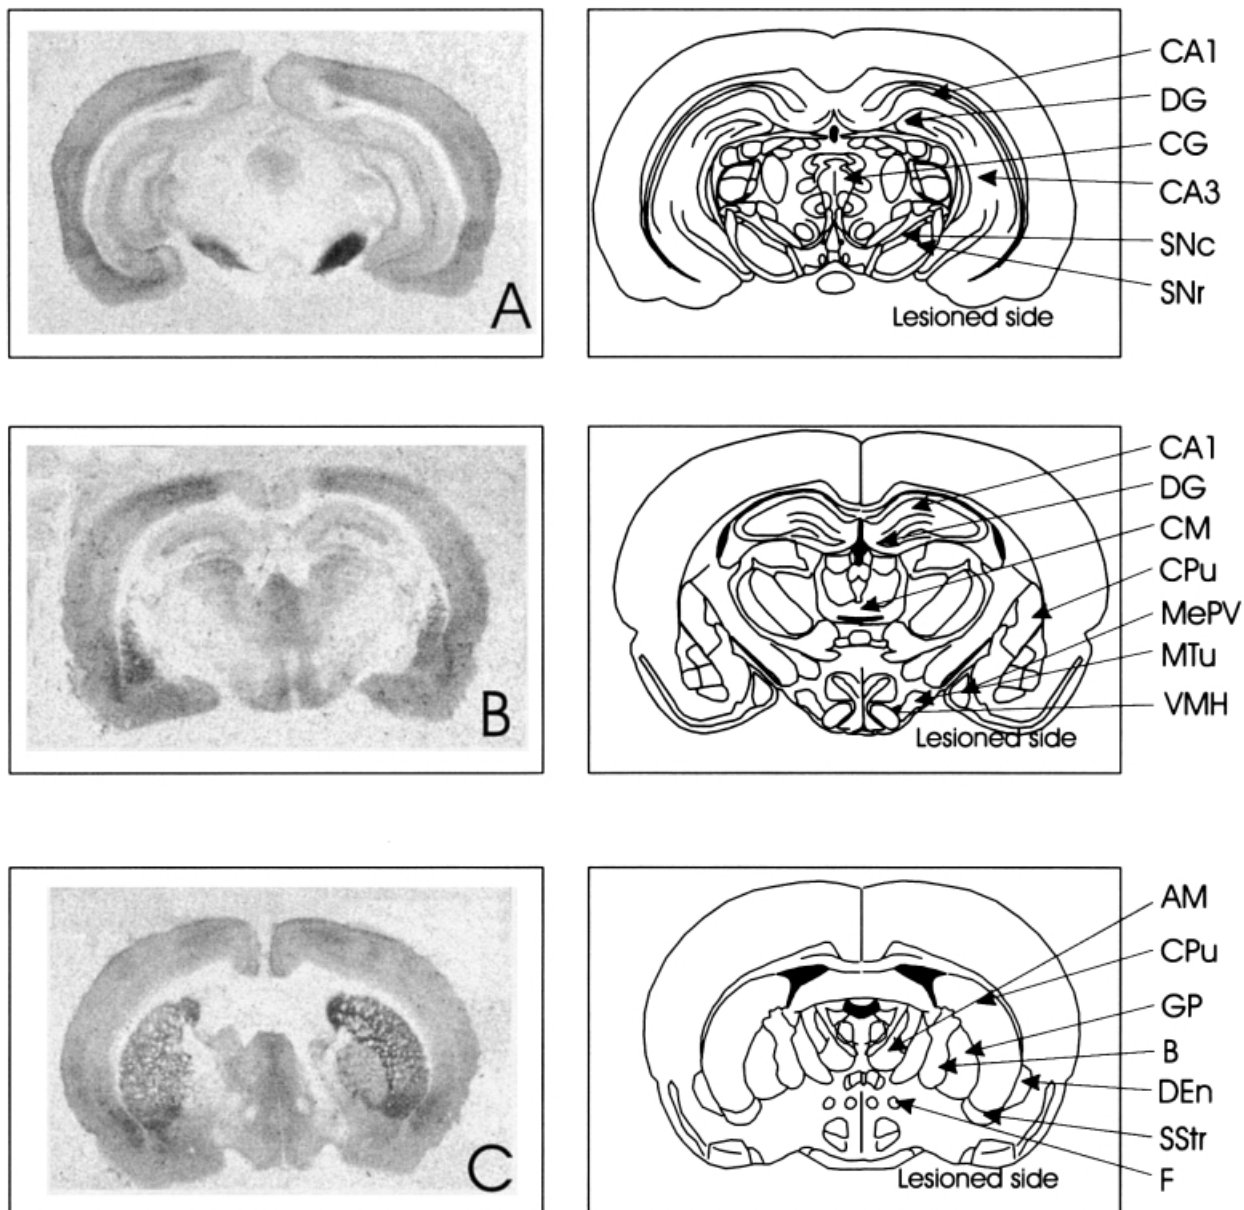 A
CA1
DG
CG
CA3
SNc
SNr
Lesioned side
B
CA1
DG
CM
CPu
MePV
MTu
VMH
Lesioned side
C
AM
CPu
GP
B
DEn
SStr
F
Lesioned side